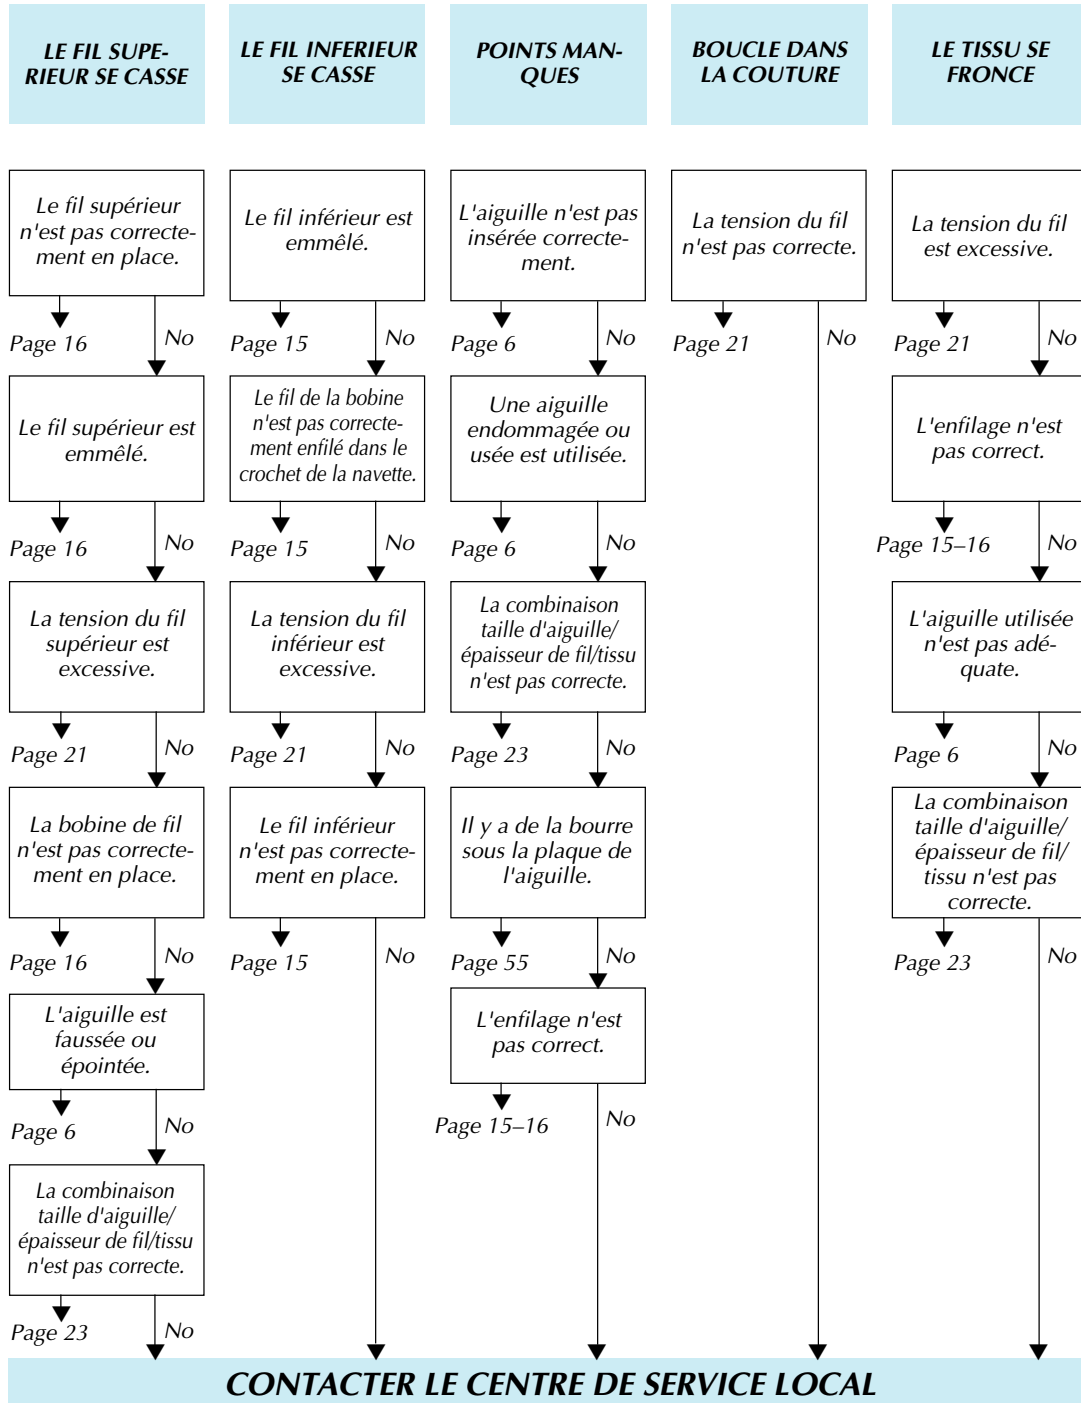 LE FIL SUPE-
RIEUR SE CASSE
LE FIL INFERIEUR
SE CASSE
POINTS MAN-
QUES
BOUCLE DANS
LA COUTURE
LE TISSU SE
FRONCE
Le fil supérieur
n'est pas correcte-
ment en place.
Page 16
No
Le fil supérieur est
emmêlé.
Page 16
No
La tension du fil
supérieur est
excessive.
Page 21
No
La bobine de fil
n'est pas correcte-
ment en place.
Page 16
No
L'aiguille est
faussée ou
épointée.
Page 6
No
La combinaison
taille d'aiguille/
épaisseur de fil/tissu
n'est pas correcte.
Page 23
No
Le fil inférieur est
emmêlé.
Page 15
No
Le fil de la bobine
n'est pas correcte-
ment enfilé dans le
crochet de la navette.
Page 15
No
La tension du fil
inférieur est
excessive.
Page 21
No
Le fil inférieur
n'est pas correcte-
ment en place.
Page 15
No
L'aiguille n'est pas
insérée correcte-
ment.
Page 6
No
Une aiguille
endommagée ou
usée est utilisée.
Page 6
No
La combinaison
taille d'aiguille/
épaisseur de fil/tissu
n'est pas correcte.
Page 23
No
Il y a de la bourre
sous la plaque de
l'aiguille.
Page 55
No
L'enfilage n'est
pas correct.
Page 15–16
No
La tension du fil
n'est pas correcte.
Page 21
No
La tension du fil
est excessive.
Page 21
No
L'enfilage n'est
pas correct.
Page 15–16
No
L'aiguille utilisée
n'est pas adé-
quate.
Page 6
No
La combinaison
taille d'aiguille/
épaisseur de fil/
tissu n'est pas
correcte.
Page 23
No
CONTACTER LE CENTRE DE SERVICE LOCAL